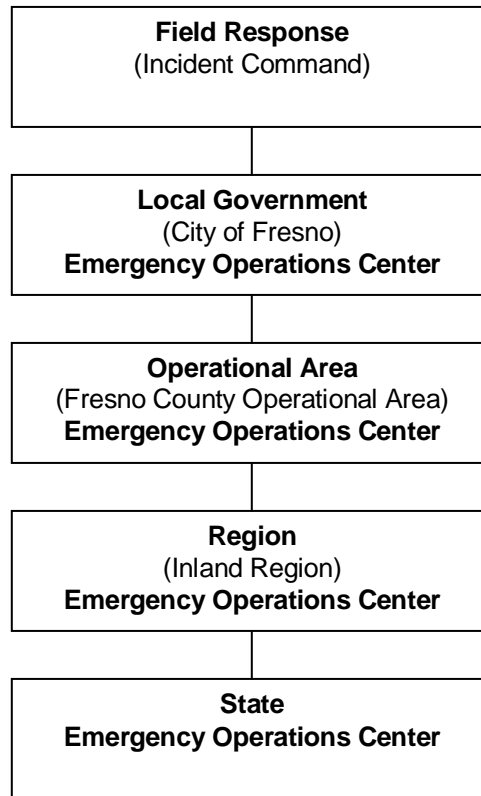 Field Response
(Incident Command)
Local Government
(City of Fresno)
Emergency Operations Center
Operational Area
(Fresno County Operational Area)
Emergency Operations Center
Region
(Inland Region)
Emergency Operations Center
State
Emergency Operations Center